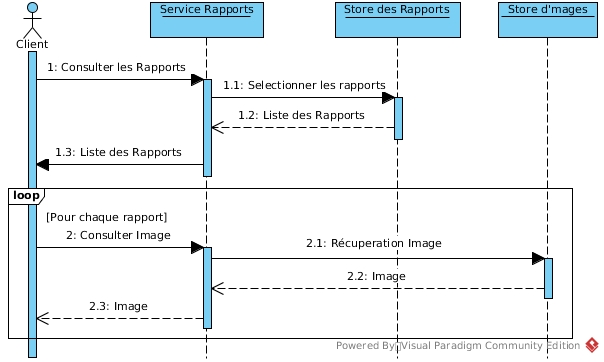 Service Rapports
Store des Rapports
Store d'mages
Client
1: Consulter les Rapports
1.1: Selectionner les rapports
1.2: Liste des Rapports
1.3: Liste des Rapports
loop
[Pour chaque rapport]
2: Consulter Image
2.1: Récuperation Image
2.2: Image
2.3: Image
Powered By Visual Paradigm Community Edition